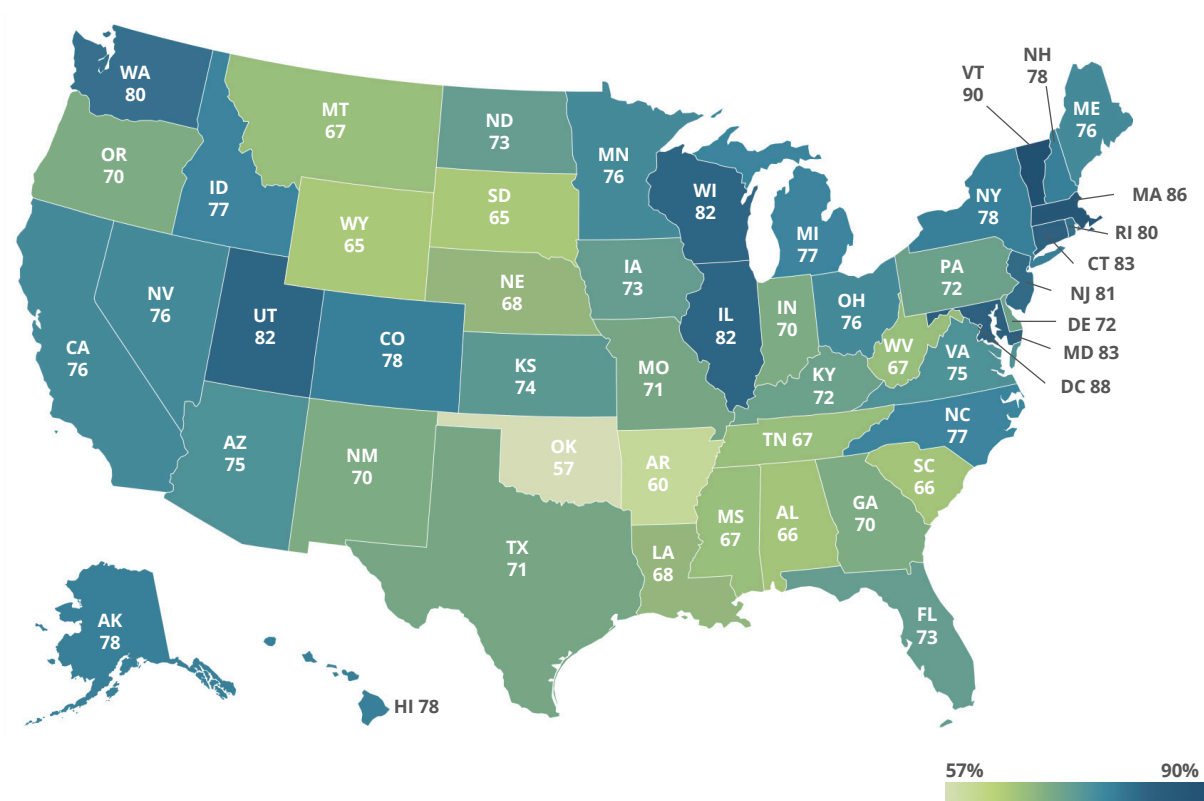 NH
78
VT
90
WA
80
ME
76
MT
67
ND
73
OR
70
MN
76
ID
77
WI
82
SD
65
NY
78
MA 86
WY
65
MI
77
RI 80
CT 83
IA
73
PA
72
NE
68
NV
76
NJ 81
UT
82
IL
82
IN
70
OH
76
DE 72
CO
78
CA
76
WV
67
VA
75
MD 83
KS
74
MO
71
KY
72
DC 88
NC
77
AZ
75
TN 67
OK
57
NM
70
AR
60
SC
66
MS
67
AL
66
GA
70
TX
71
LA
68
AK
78
FL
73
HI 78
57% 90%